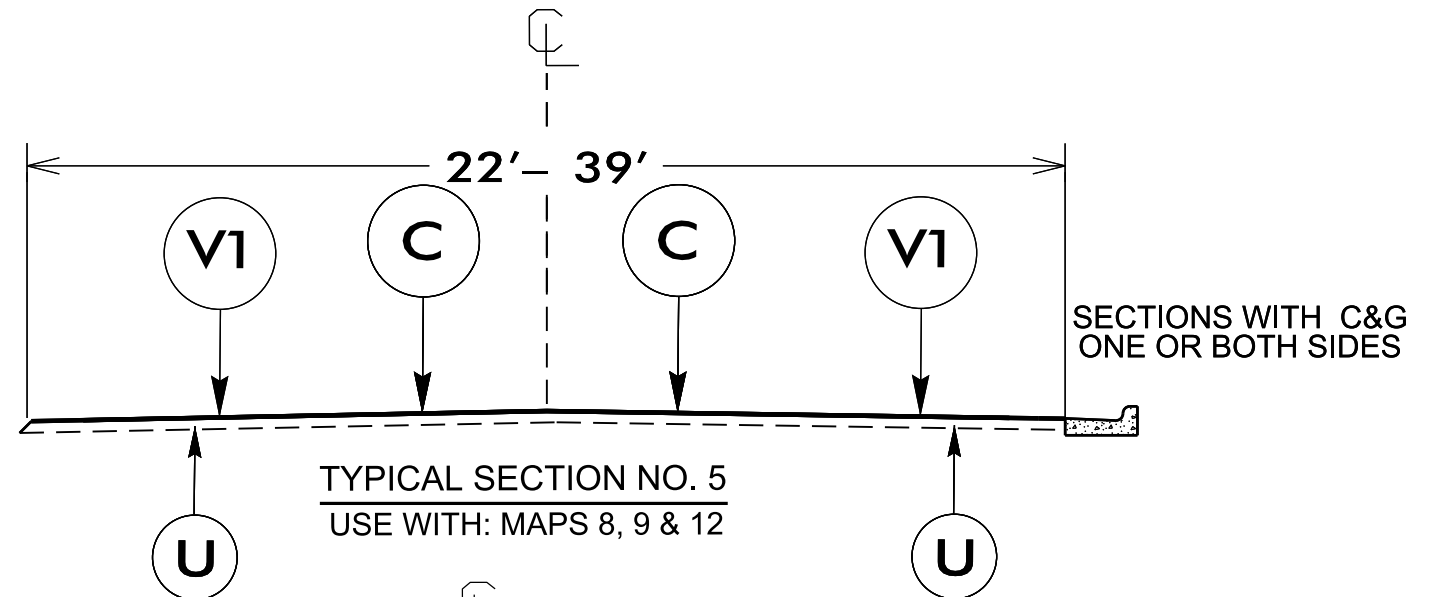 CL
22'– 39'
V1 C C V1
SECTIONS WITH C&G
ONE OR BOTH SIDES
TYPICAL SECTION NO. 5
USE WITH: MAPS 8, 9 & 12
U U